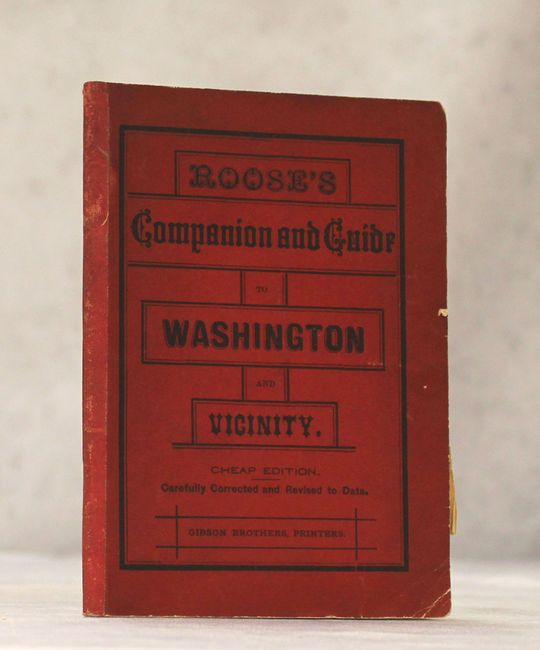 ROOSE'S
Companion and Guide
TO
WASHINGTON
AND
VICINITY.
CHEAP EDITION.
Carefully Corrected and Revised to Date.
GIBSON BROTHERS, PRINTERS.